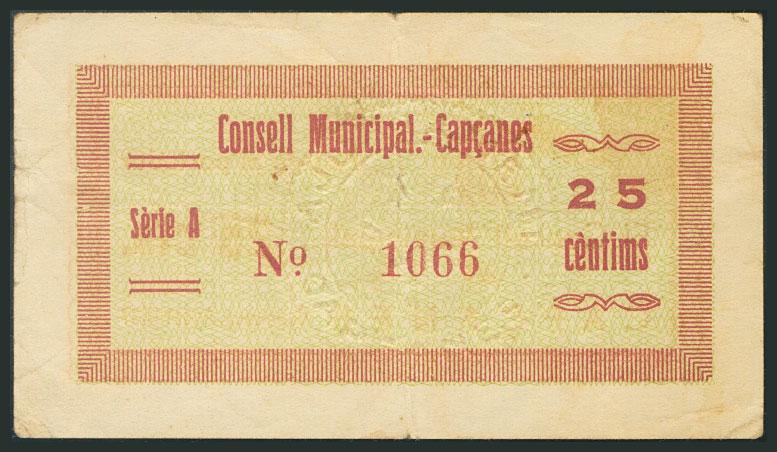 Consell Municipal.-Capçanes
Sèrie A
Nº 1066
25
cèntims